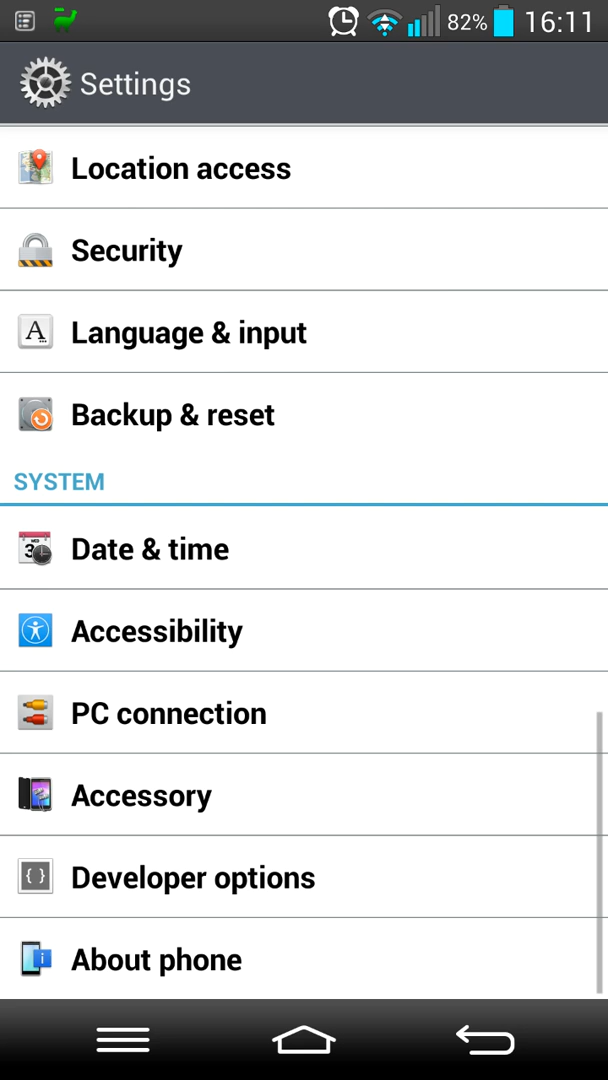 82% 16:11
Settings
Location access
Security
A Language & input
Backup & reset
SYSTEM
Date & time
Accessibility
PC connection
Accessory
{ } Developer options
i About phone